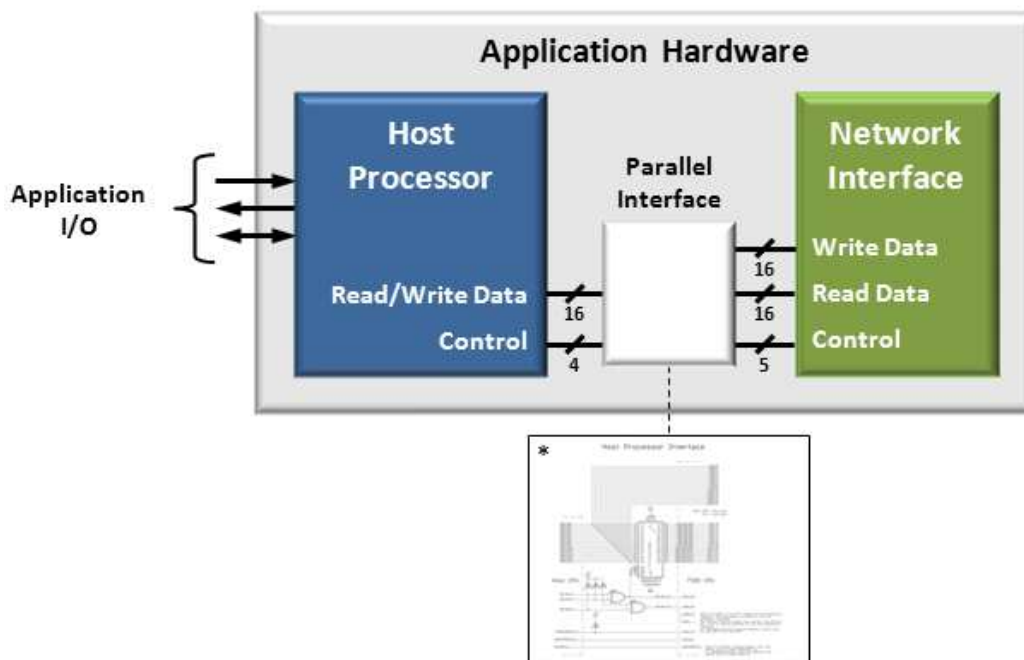 Application Hardware
Host
Processor
Network
Interface
Parallel
Interface
Application
I/O
Write Data
16
Read/Write Data
16
16
Read Data
Control
4
5
Control
*
Host Processor Interface